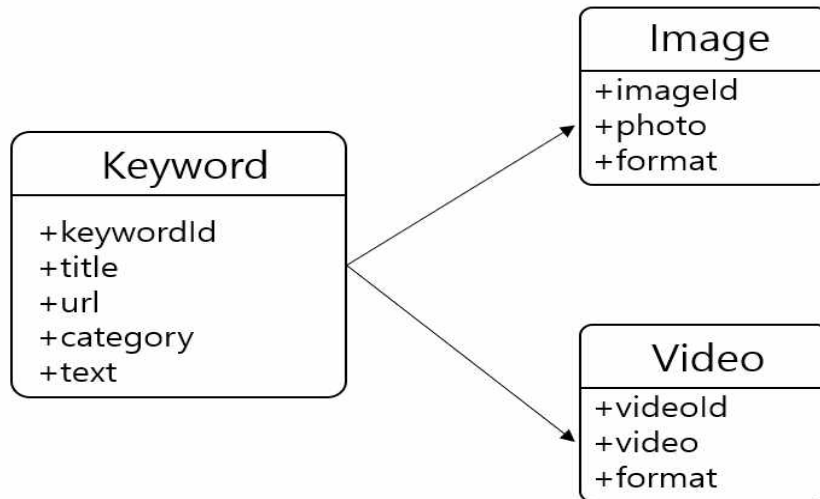 Keyword
+keywordId
+title
+url
+category
+text
Image
+imageId
+photo
+format
Video
+videoId
+video
+format